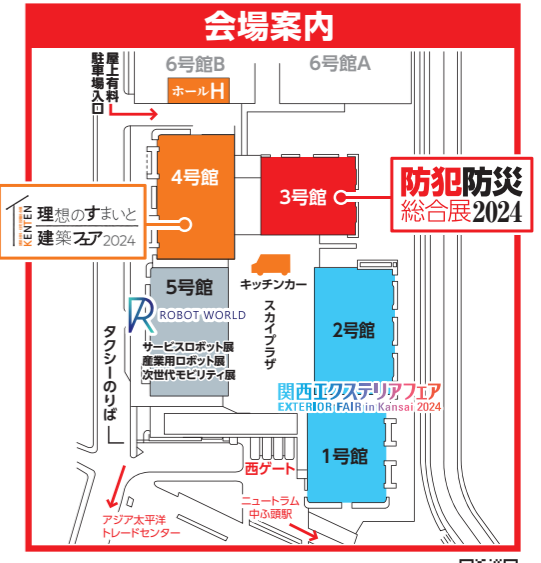 会場案内
屋上有料
駐車場入口
6号館B
6号館A
ホールH
4号館
3号館
防犯防災
総合展2024
KENTEN
理想のすまいと
建築フェア2024
5号館
ROBOT WORLD
サービスロボット展
産業用ロボット展
次世代モビリティ展
キッチンカー
スカイプラザ
2号館
関西エクステリアフェア
EXTERIOR FAIR in Kansai 2024
1号館
タクシーのりば
西ゲート
アジア太平洋
トレードセンター
ニュートラム
中ふ頭駅